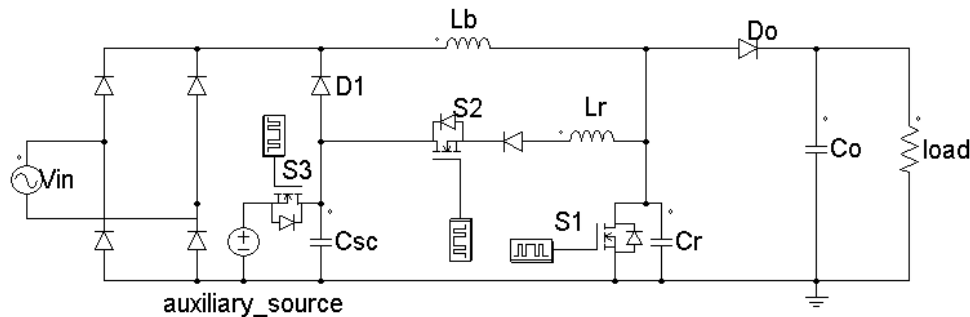 Lb
Do
D1
S2
Lr
S3
Vin
Csc
S1
Cr
Co
load
auxiliary_source